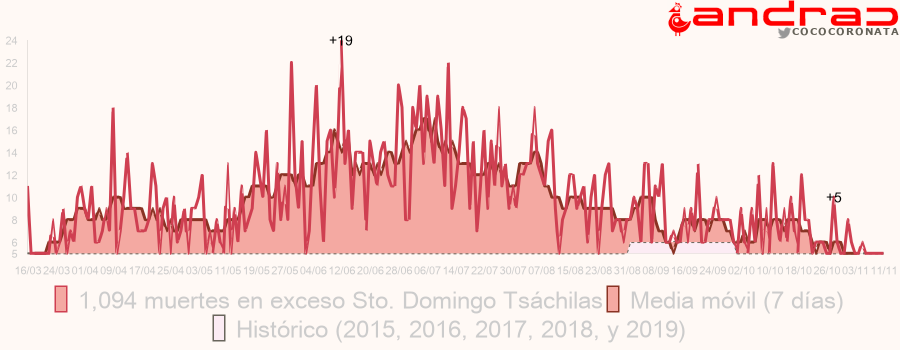 andrac
COCOCORONATA
24
22
20
18
16
14
12
10
8
6
5
+19
+5
16/03 24/03 01/04 09/04 17/04 25/04 03/05 11/05 19/05 27/05 04/06 12/06 20/06 28/06 06/07 14/07 22/07 30/07 07/08 15/08 23/08 31/08 08/09 16/09 24/09 02/10 10/10 18/10 26/10 03/11 11/11
1,094 muertes en exceso Sto. Domingo Tsáchilas Media móvil (7 días)
Histórico (2015, 2016, 2017, 2018, y 2019)